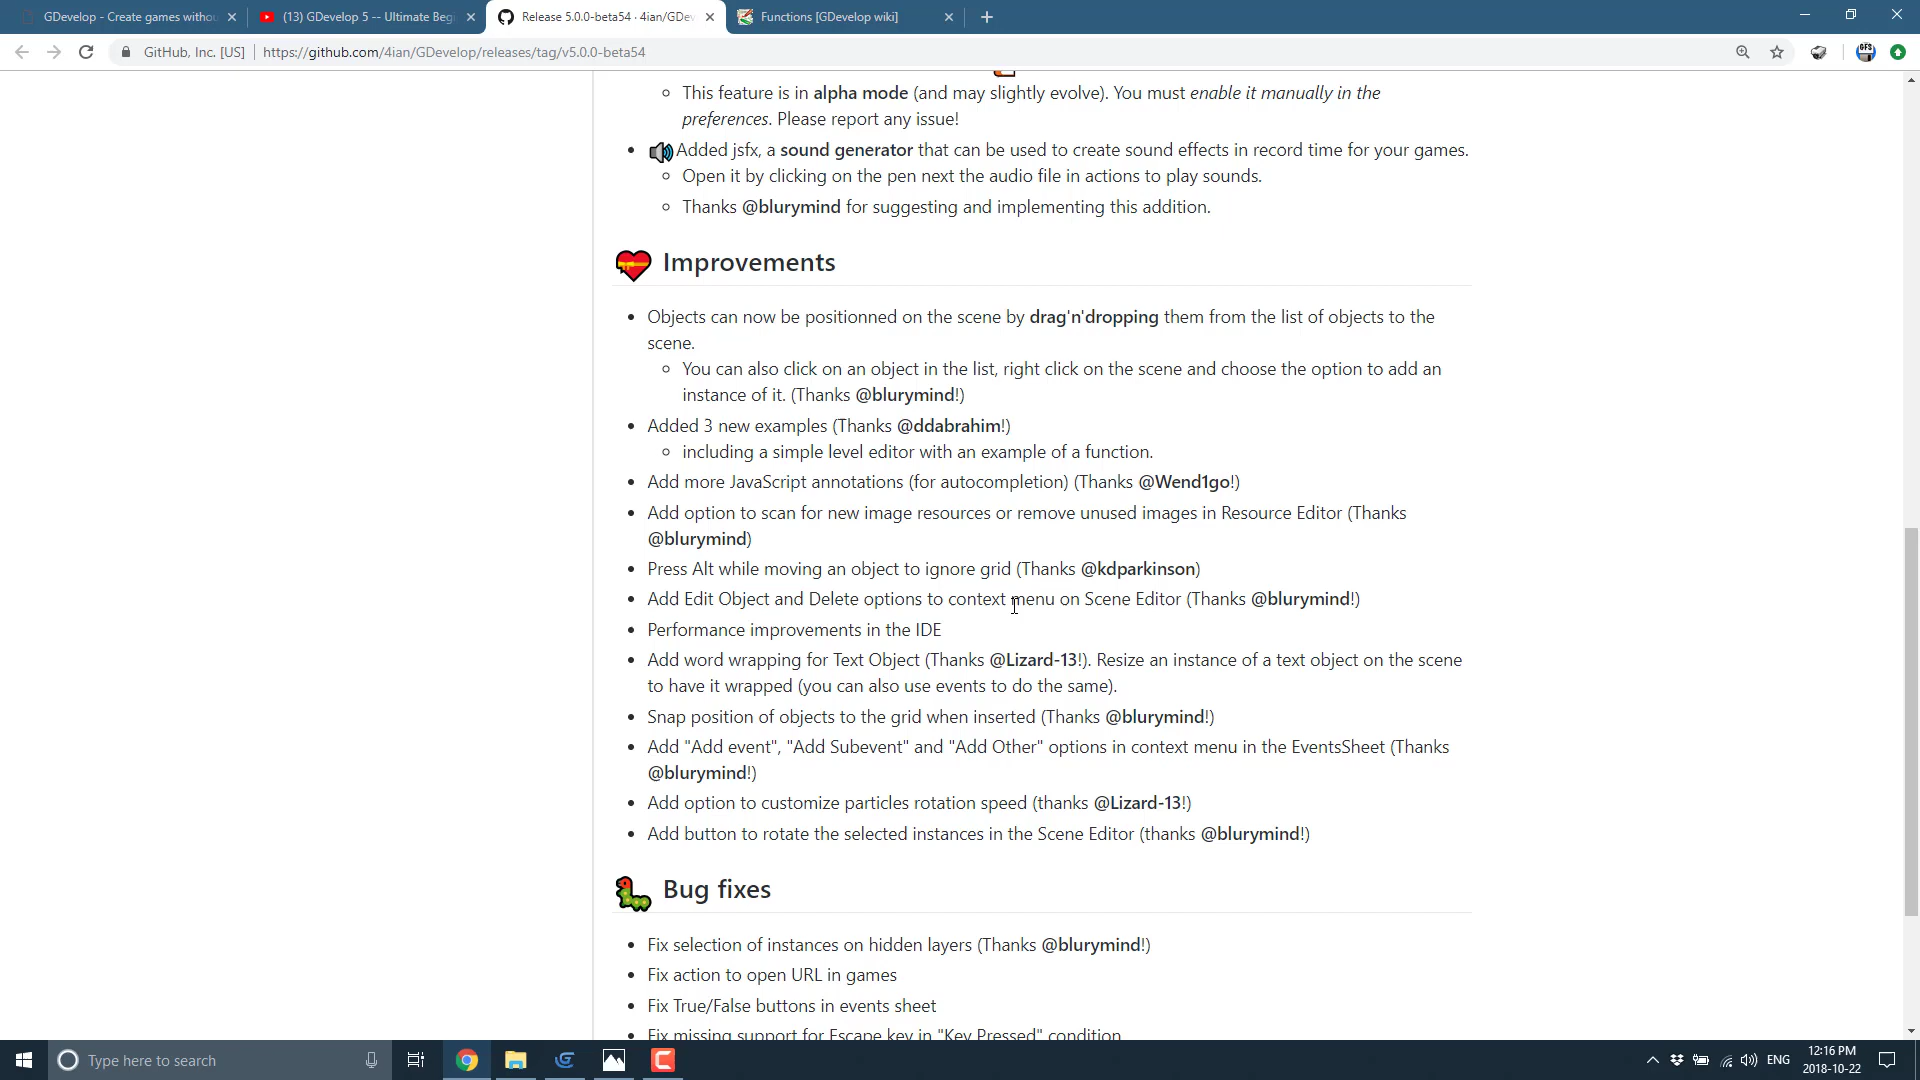 GDevelop - Create games withou
(13) GDevelop 5 -- Ultimate Beg
Release 5.0.0-beta54 · 4ian/GDev
Functions [GDevelop wiki]
GitHub, Inc. [US] | https://github.com/4ian/GDevelop/releases/tag/v5.0.0-beta54
This feature is in alpha mode (and may slightly evolve). You must enable it manually in the
preferences. Please report any issue!
Added jsfx, a sound generator that can be used to create sound effects in record time for your games.
Open it by clicking on the pen next the audio file in actions to play sounds.
Thanks @blurymind for suggesting and implementing this addition.
Improvements
Objects can now be positionned on the scene by drag'n'dropping them from the list of objects to the
scene.
You can also click on an object in the list, right click on the scene and choose the option to add an
instance of it. (Thanks @blurymind!)
Added 3 new examples (Thanks @ddabrahim!)
including a simple level editor with an example of a function.
Add more JavaScript annotations (for autocompletion) (Thanks @Wend1go!)
Add option to scan for new image resources or remove unused images in Resource Editor (Thanks
@blurymind)
Press Alt while moving an object to ignore grid (Thanks @kdparkinson)
Add Edit Object and Delete options to context menu on Scene Editor (Thanks @blurymind!)
Performance improvements in the IDE
Add word wrapping for Text Object (Thanks @Lizard-13!). Resize an instance of a text object on the scene
to have it wrapped (you can also use events to do the same).
Snap position of objects to the grid when inserted (Thanks @blurymind!)
Add "Add event", "Add Subevent" and "Add Other" options in context menu in the EventsSheet (Thanks
@blurymind!)
Add option to customize particles rotation speed (thanks @Lizard-13!)
Add button to rotate the selected instances in the Scene Editor (thanks @blurymind!)
Bug fixes
Fix selection of instances on hidden layers (Thanks @blurymind!)
Fix action to open URL in games
Fix True/False buttons in events sheet
Fix missing support for Escape key in "Key Pressed" condition
Type here to search
ENG
12:16 PM
2018-10-22